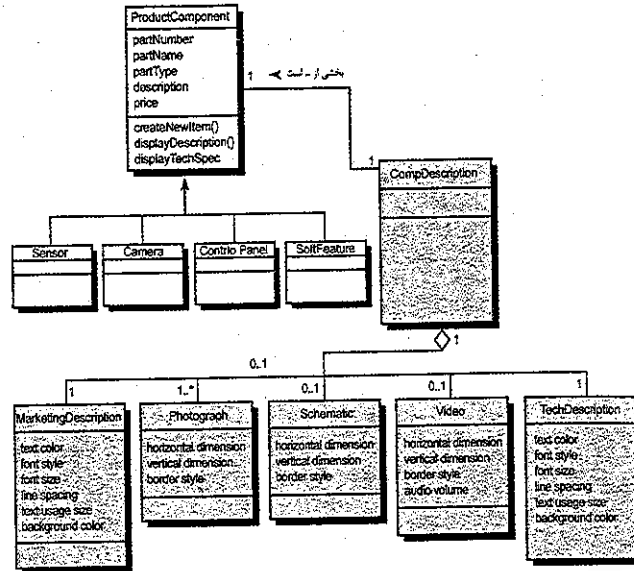 ProductComponent
partNumber
partName
partType
description
price
createNewItem()
displayDescription()
displayTechSpec
1
بخشی از ... است
1
CompDescription
Sensor
Camera
Contrlo Panel
SoftFeature
1
0..1
1
1..*
0..1
0..1
1
MarketingDescription
text color
font style
font size
line spacing
text usage size
background color
Photograph
horizontal dimension
vertical dimension
border style
Schematic
horizontal dimension
vertical dimension
border style
Video
horizontal dimension
vertical dimension
border style
audio volume
TechDescription
text color
font style
font size
line spacing
Text usage size
background color